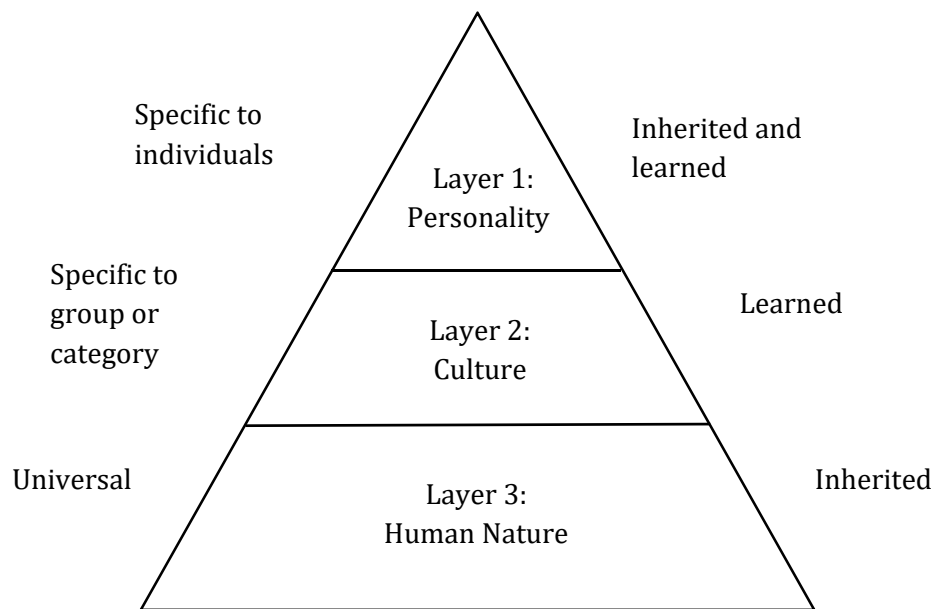 Specific to
individuals
Inherited and
learned
Layer 1:
Personality
Specific to
group or
category
Learned
Layer 2:
Culture
Universal
Inherited
Layer 3:
Human Nature